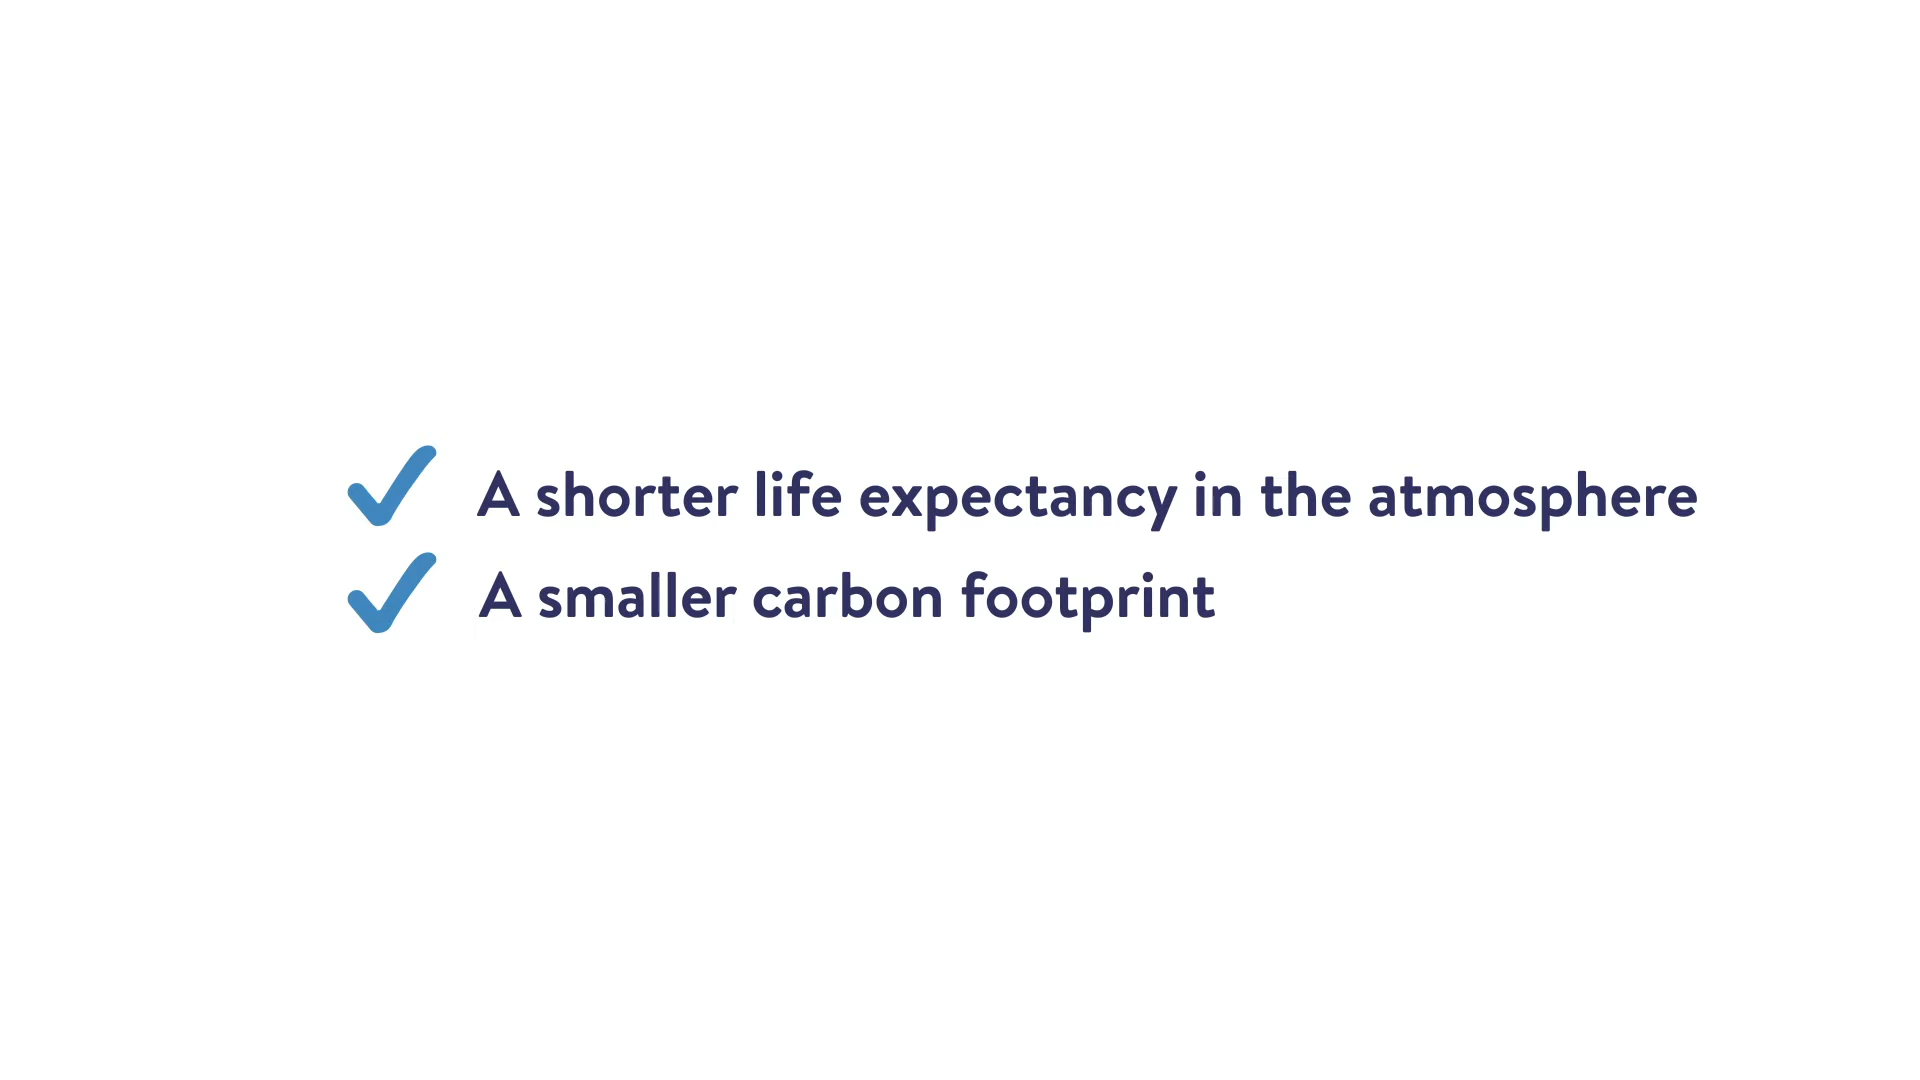 A shorter life expectancy in the atmosphere
A smaller carbon footprint